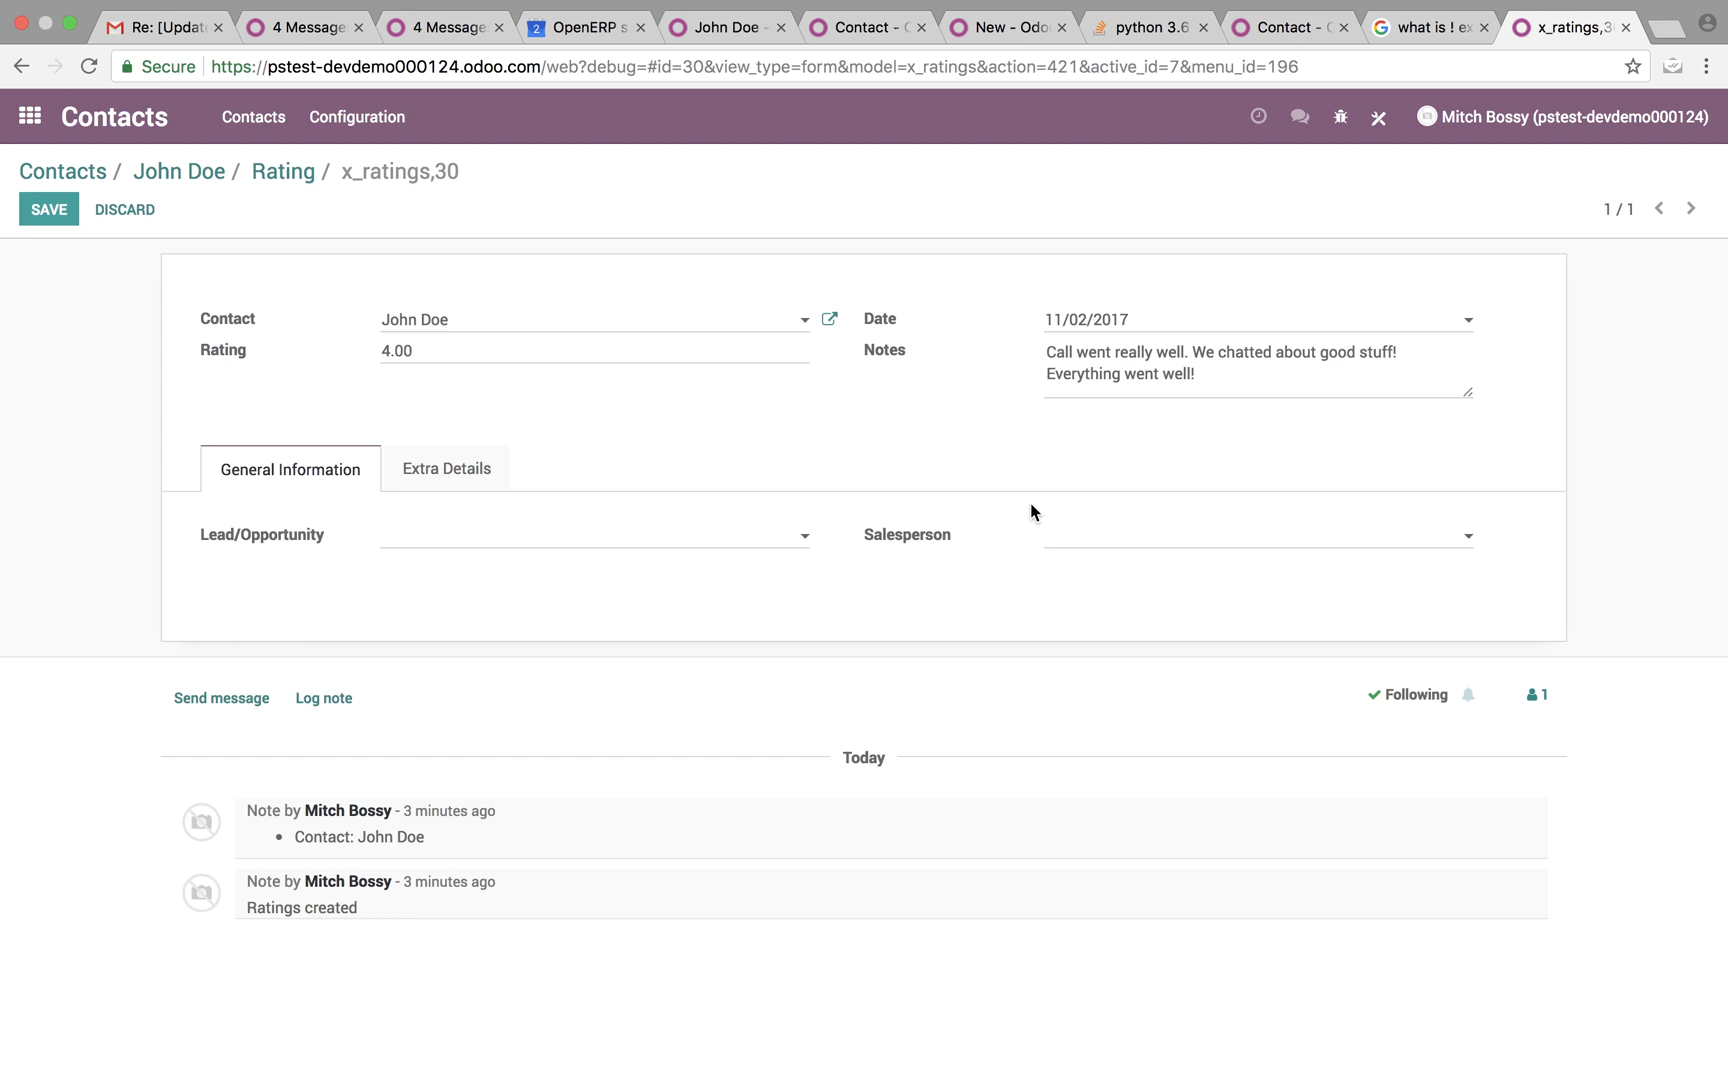 Re: [Updat
4 Message
4 Message
2 OpenERP s
John Doe -
Contact -
New - Odo
python 3.6
Contact -
what is ! ex
x_ratings,3
Secure https://pstest-devdemo000124.odoo.com/web?debug=#id=30&view_type=form&model=x_ratings&action=421&active_id=7&menu_id=196
Contacts Contacts Configuration Mitch Bossy (pstest-devdemo000124)
Contacts / John Doe / Rating / x_ratings,30
SAVE DISCARD 1 / 1
Contact John Doe Date 11/02/2017
Rating 4.00 Notes Call went really well. We chatted about good stuff!
Everything went well!
General Information Extra Details
Lead/Opportunity Salesperson
Send message Log note Following 1
Today
Note by Mitch Bossy - 3 minutes ago
• Contact: John Doe
Note by Mitch Bossy - 3 minutes ago
Ratings created